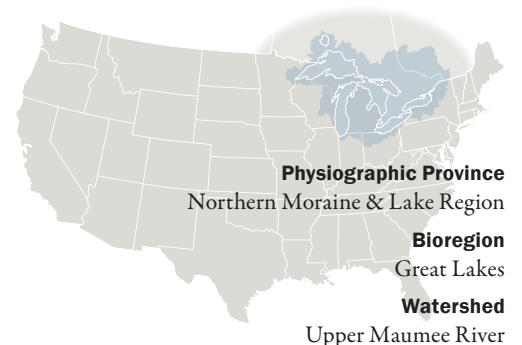 Physiographic Province
Northern Moraine & Lake Region
Bioregion
Great Lakes
Watershed
Upper Maumee River